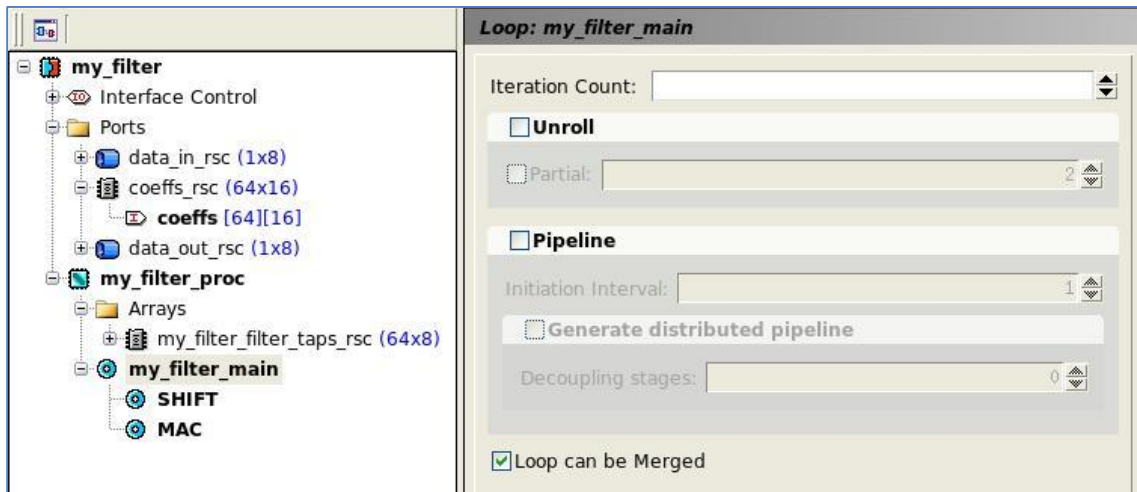 my_filter
Interface Control
Ports
data_in_rsc (1x8)
coeffs_rsc (64x16)
coeffs [64][16]
data_out_rsc (1x8)
my_filter_proc
Arrays
my_filter_filter_taps_rsc (64x8)
my_filter_main
SHIFT
MAC
Loop: my_filter_main
Iteration Count:
Unroll
Partial: 2
Pipeline
Initiation Interval: 1
Generate distributed pipeline
Decoupling stages: 0
Loop can be Merged